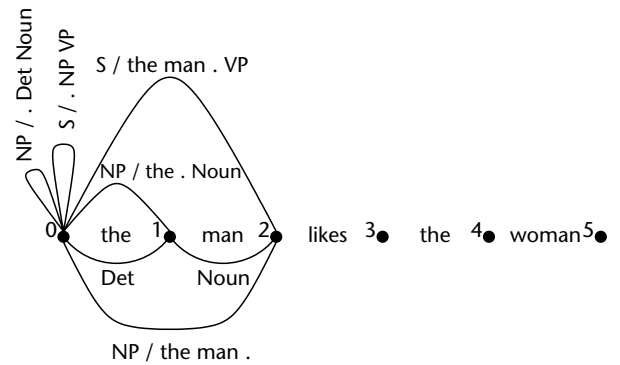 NP / . Det Noun
S / . NP VP
S / the man . VP
NP / the . Noun
0 the 1 man 2 likes 3 the 4 woman 5
Det Noun
NP / the man .